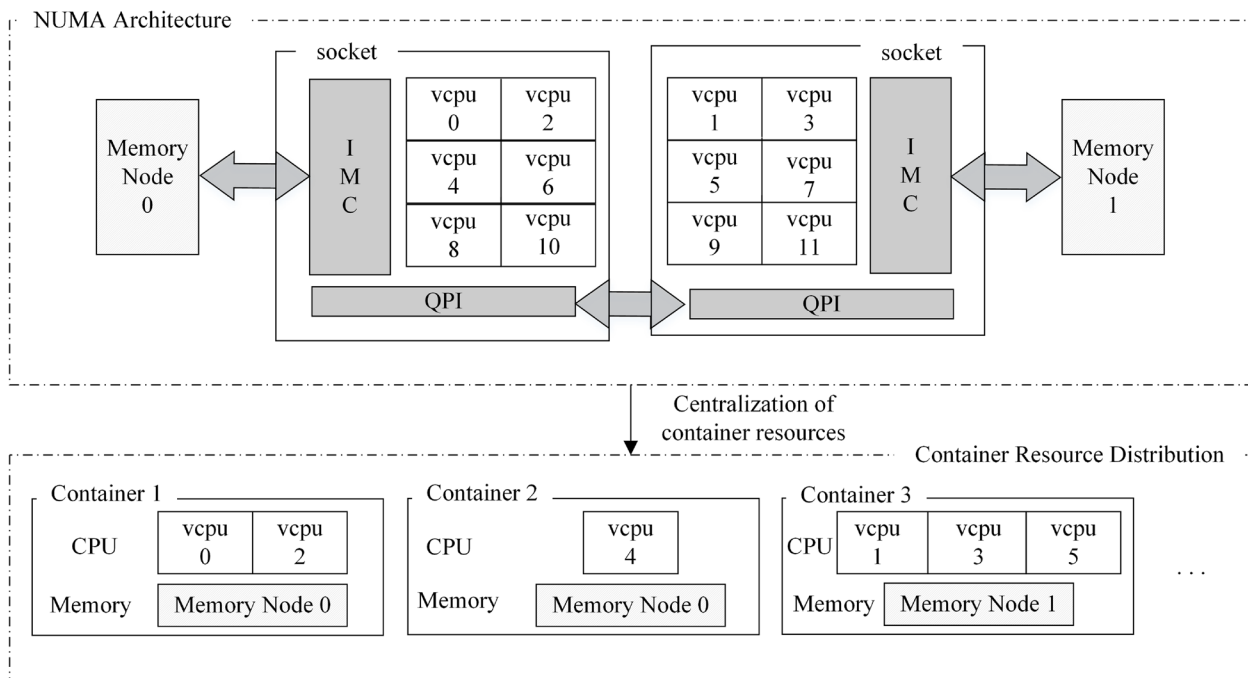 NUMA Architecture
socket
socket
Memory
Node
0
I
M
C
vcpu
0
vcpu
2
vcpu
4
vcpu
6
vcpu
8
vcpu
10
QPI
vcpu
1
vcpu
3
vcpu
5
vcpu
7
vcpu
9
vcpu
11
I
M
C
QPI
Memory
Node
1
Centralization of
container resources
Container Resource Distribution
Container 1
CPU
vcpu
0
vcpu
2
Memory
Memory Node 0
Container 2
CPU
vcpu
4
Memory
Memory Node 0
Container 3
CPU
vcpu
1
vcpu
3
vcpu
5
Memory
Memory Node 1
...